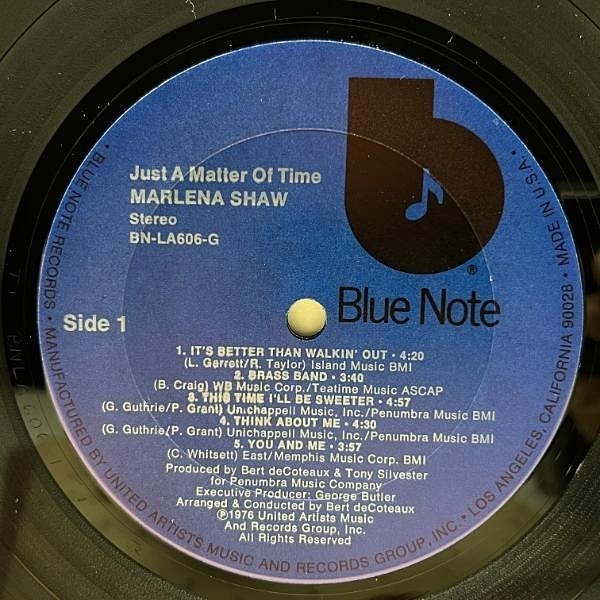 Just A Matter Of Time
MARLENA SHAW
Stereo
BN-LA606-G
b
®
Blue Note
Side 1
1. IT'S BETTER THAN WALKIN' OUT • 4:20
(L. Garrett/R. Taylor) Island Music BMI
2. BRASS BAND • 3:40
(B. Craig) WB Music Corp./Teatime Music ASCAP
3. THIS TIME I'LL BE SWEETER • 4:57
(G. Guthrie/P. Grant) Unichappell Music, Inc./Penumbra Music BMI
4. THINK ABOUT ME • 4:30
(G. Guthrie/P. Grant) Unichappell Music, Inc./Penumbra Music BMI
5. YOU AND ME • 3:57
(C. Whitsett) East/Memphis Music Corp. BMI
Produced by Bert deCoteaux & Tony Silvester
for Penumbra Music Company
Executive Producer: George Butler
Arranged & Conducted by Bert deCoteaux
℗1976 United Artists Music
And Records Group, Inc.
All Rights Reserved
• BLUE NOTE RECORDS • MANUFACTURED BY UNITED ARTISTS MUSIC AND RECORDS GROUP, INC. • LOS ANGELES, CALIFORNIA 90028 • MADE IN U.S.A. •